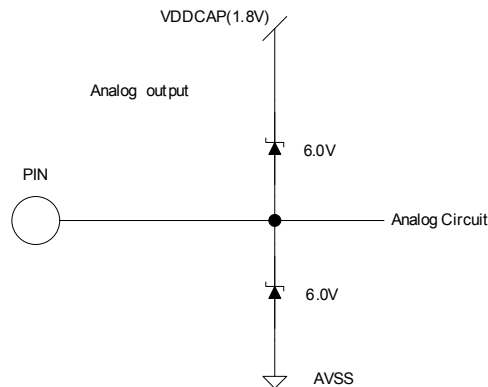 VDDCAP(1.8V)
Analog output
6.0V
PIN
Analog Circuit
6.0V
AVSS